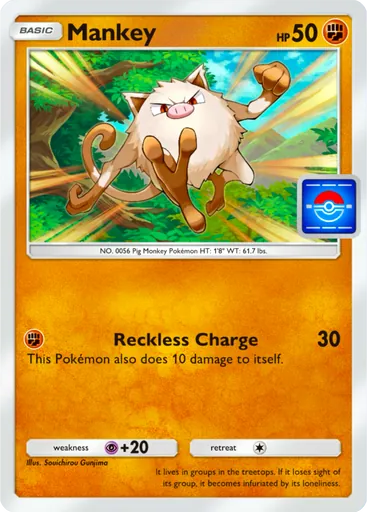 BASIC Mankey HP 50
NO. 0056 Pig Monkey Pokémon HT: 1'8" WT: 61.7 lbs.
Reckless Charge 30
This Pokémon also does 10 damage to itself.
weakness +20 retreat
Illus. Souichirou Gunjima
It lives in groups in the treetops. If it loses sight of
its group, it becomes infuriated by its loneliness.